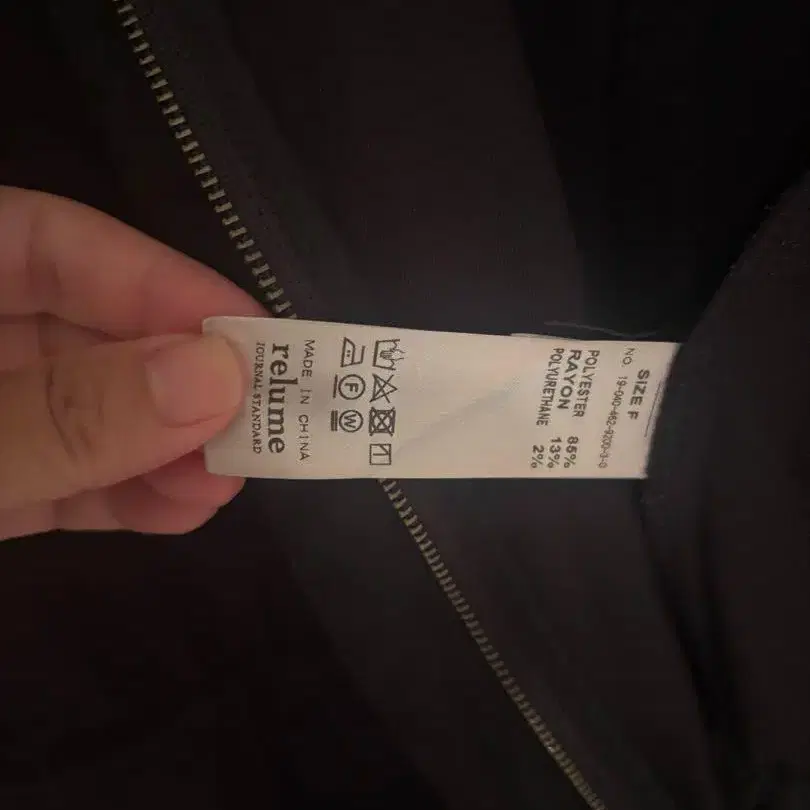 SIZE F
NO. 19-040-462-9200-3-0
POLYESTER 85%
RAYON 13%
POLYURETHANE 2%
F W
MADE IN CHINA
relume
JOURNAL STANDARD